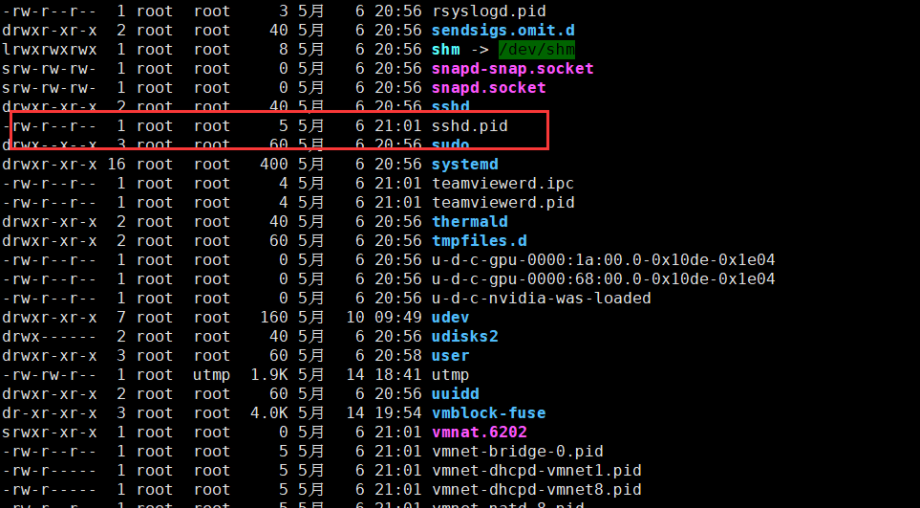 -rw-r--r-- 1 root root 3 5月 6 20:56 rsyslogd.pid
drwxr-xr-x 2 root root 40 5月 6 20:56 sendsigs.omit.d
lrwxrwxrwx 1 root root 8 5月 6 20:56 shm -> /dev/shm
srw-rw-rw- 1 root root 0 5月 6 20:56 snapd-snap.socket
srw-rw-rw- 1 root root 0 5月 6 20:56 snapd.socket
drwxr-xr-x 2 root root 40 5月 6 20:56 sshd
-rw-r--r-- 1 root root 5 5月 6 21:01 sshd.pid
drwx--x--x 3 root root 60 5月 6 20:56 sudo
drwxr-xr-x 16 root root 400 5月 6 20:56 systemd
-rw-r--r-- 1 root root 4 5月 6 21:01 teamviewerd.ipc
-rw-r--r-- 1 root root 4 5月 6 21:01 teamviewerd.pid
drwxr-xr-x 2 root root 40 5月 6 20:56 thermald
drwxr-xr-x 2 root root 60 5月 6 20:56 tmpfiles.d
-rw-r--r-- 1 root root 0 5月 6 20:56 u-d-c-gpu-0000:1a:00.0-0x10de-0x1e04
-rw-r--r-- 1 root root 0 5月 6 20:56 u-d-c-gpu-0000:68:00.0-0x10de-0x1e04
-rw-r--r-- 1 root root 0 5月 6 20:56 u-d-c-nvidia-was-loaded
drwxr-xr-x 7 root root 160 5月 10 09:49 udev
drwx------ 2 root root 40 5月 6 20:56 udisks2
drwxr-xr-x 3 root root 60 5月 6 20:58 user
-rw-rw-r-- 1 root utmp 1.9K 5月 14 18:41 utmp
drwxr-xr-x 2 root root 60 5月 6 20:56 uuidd
dr-xr-xr-x 3 root root 4.0K 5月 14 19:54 vmblock-fuse
srwxr-xr-x 1 root root 0 5月 6 21:01 vmnat.6202
-rw-r--r-- 1 root root 5 5月 6 21:01 vmnet-bridge-0.pid
-rw-r----- 1 root root 5 5月 6 21:01 vmnet-dhcpd-vmnet1.pid
-rw-r----- 1 root root 5 5月 6 21:01 vmnet-dhcpd-vmnet8.pid
-rw-r--r-- 1 root root 5 5月 6 21:01 vmnet-natd-8.pid